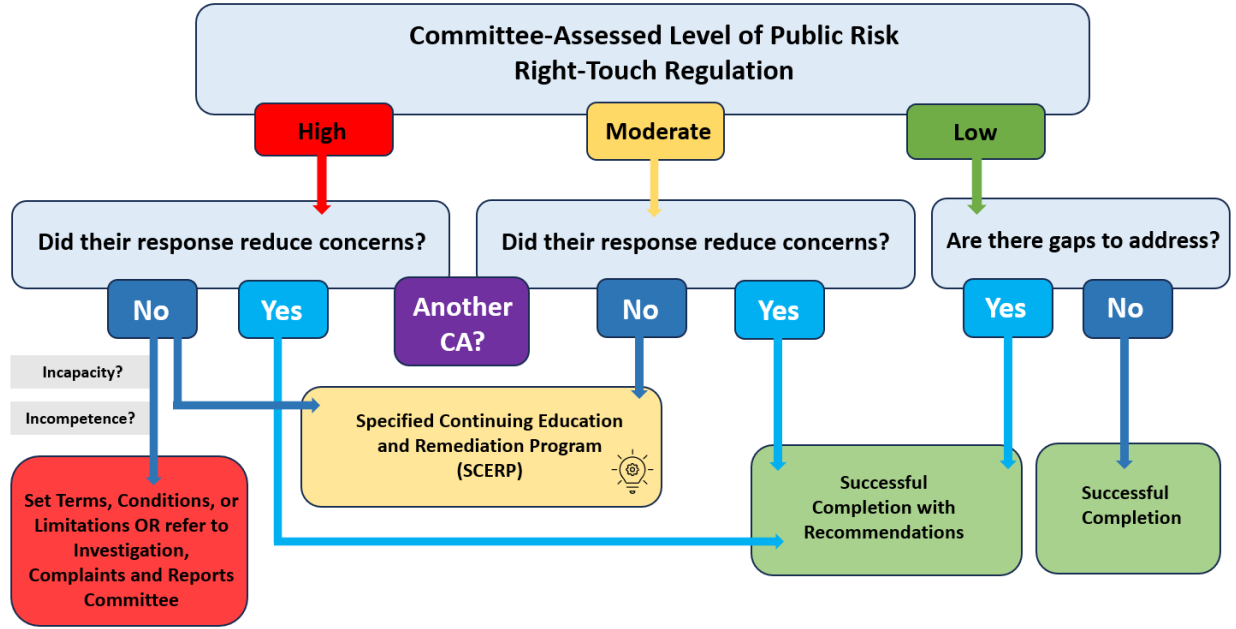 Committee-Assessed Level of Public Risk
Right-Touch Regulation
High
Moderate
Low
Did their response reduce concerns?
Did their response reduce concerns?
Are there gaps to address?
No
Yes
Another
CA?
No
Yes
Yes
No
Incapacity?
Incompetence?
Specified Continuing Education
and Remediation Program
(SCERP)
Set Terms, Conditions, or
Limitations OR refer to
Investigation,
Complaints and Reports
Committee
Successful
Completion with
Recommendations
Successful
Completion